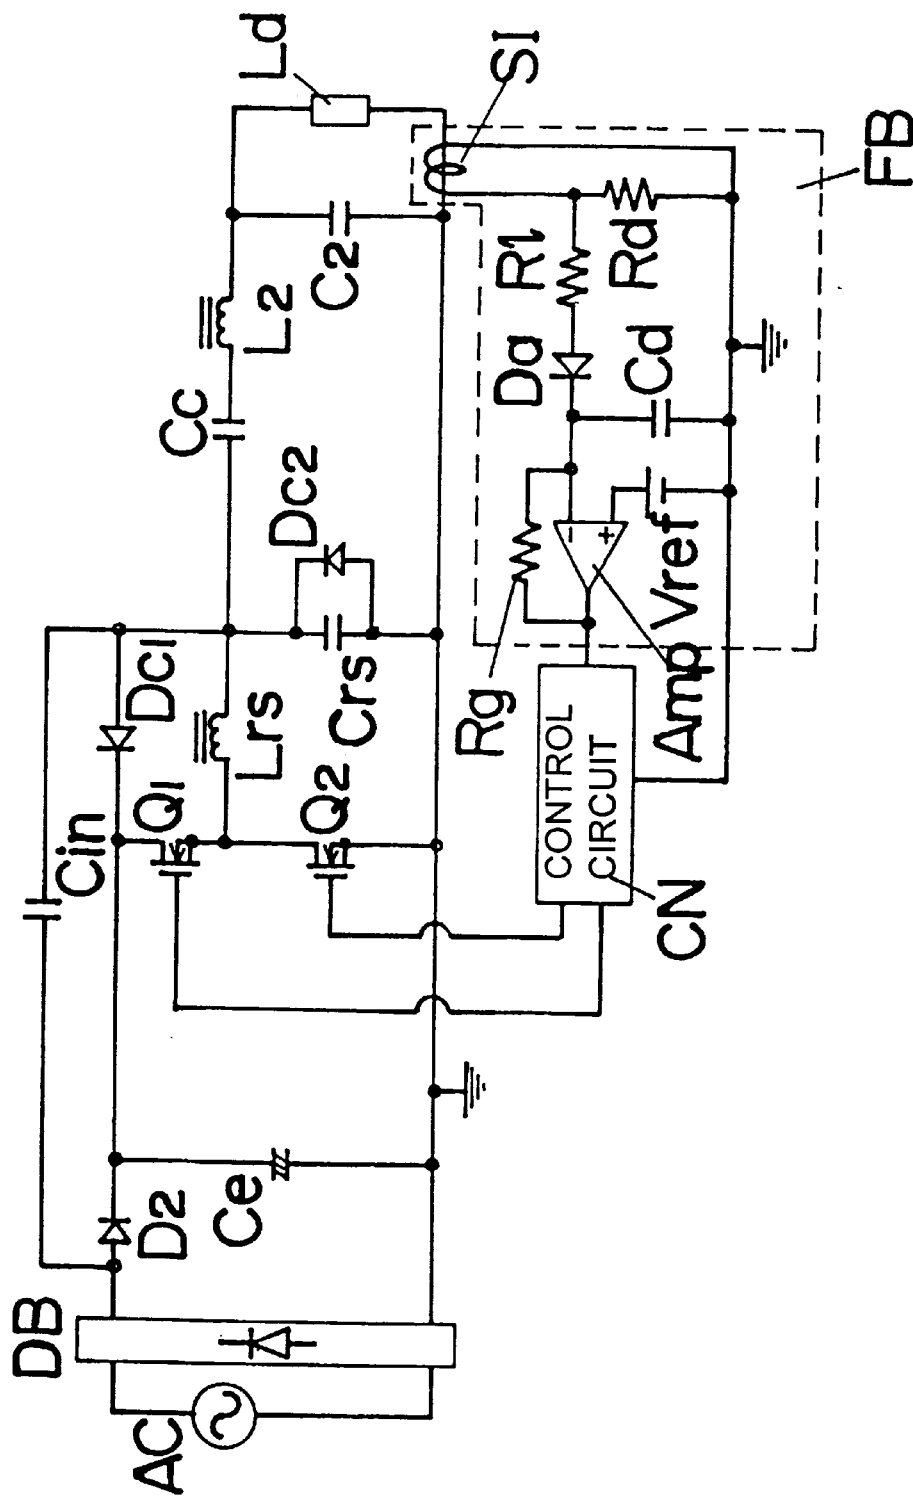 AC
DB
D2
Ce
Cin
Q1
Q2
Dc1
Lrs
Crs
Dc2
Cc
L2
C2
Ld
SI
CONTROL
CIRCUIT
CN
Rg
Amp
Vref
-
+
Da
Cd
R1
Rd
FB